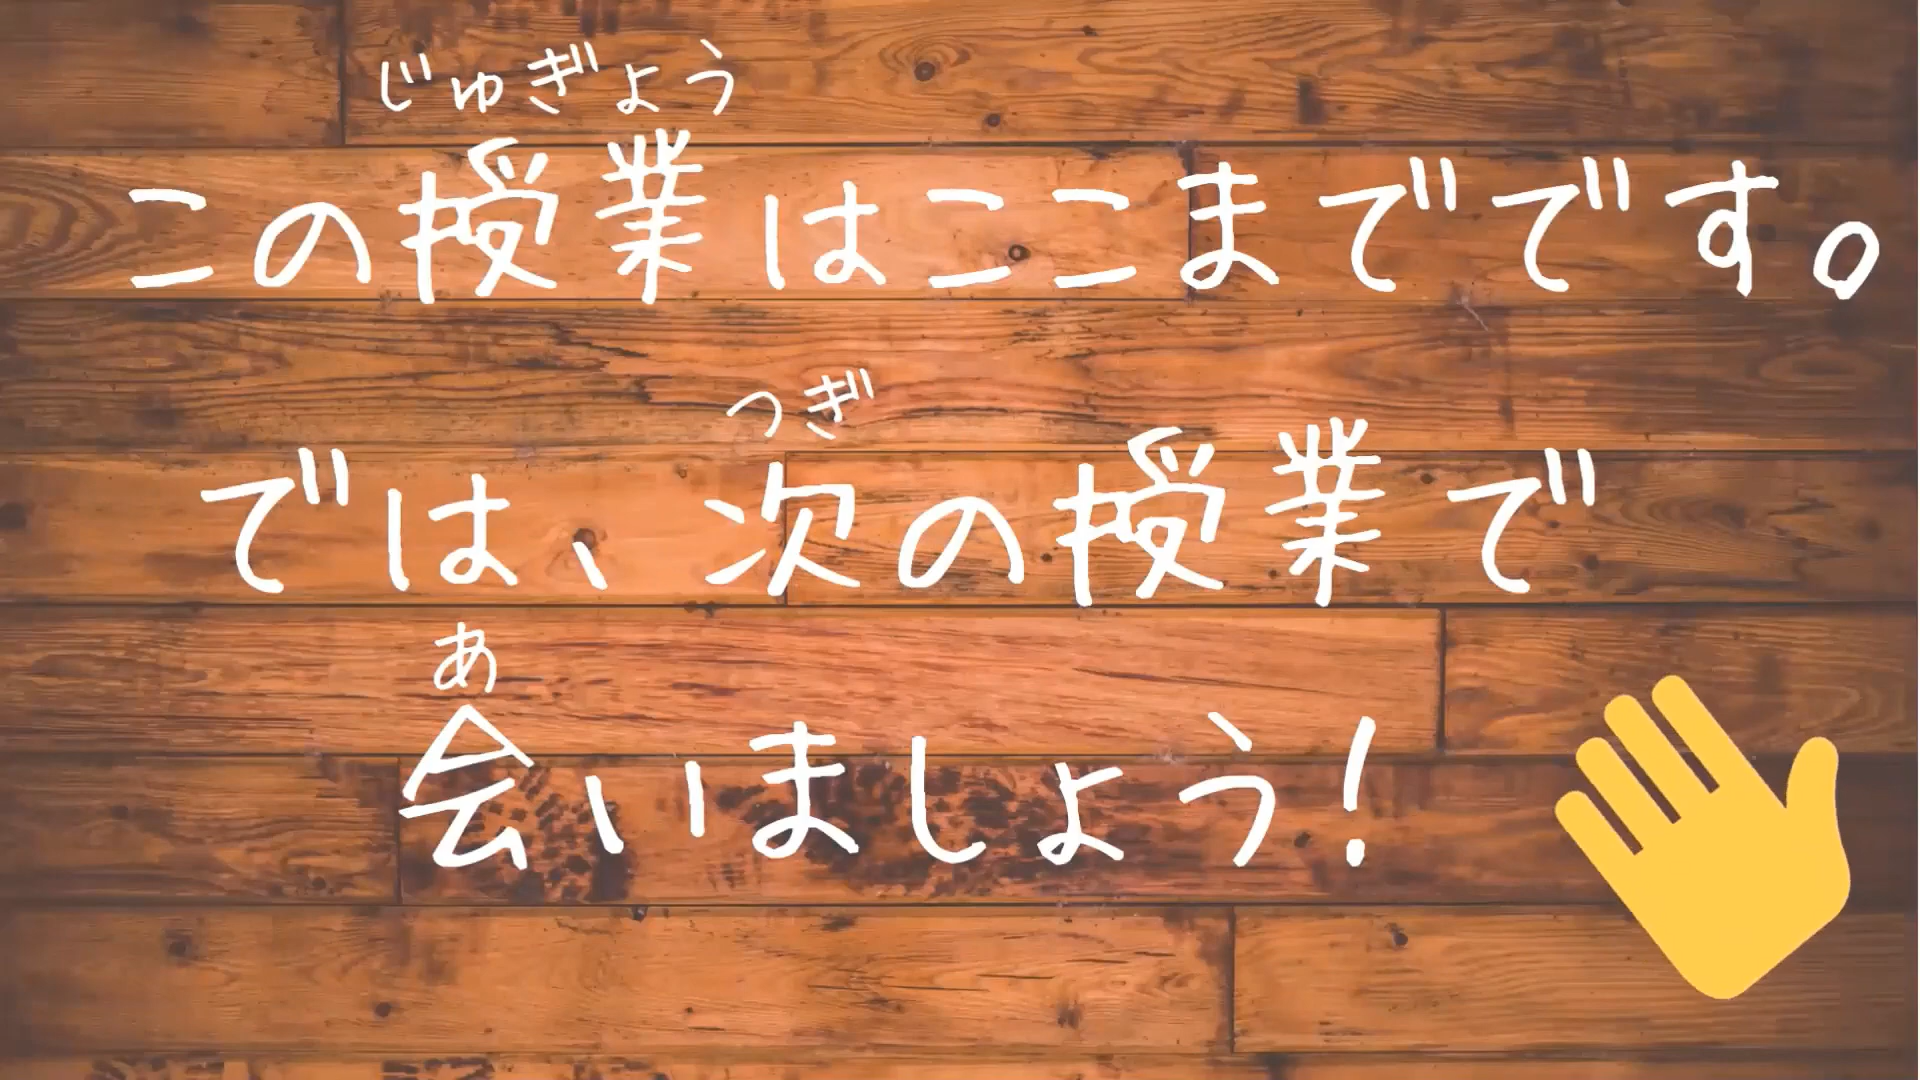 じゅぎょう
この授業はここまでです。
つぎ
では、次の授業で
あ
会いましょう!